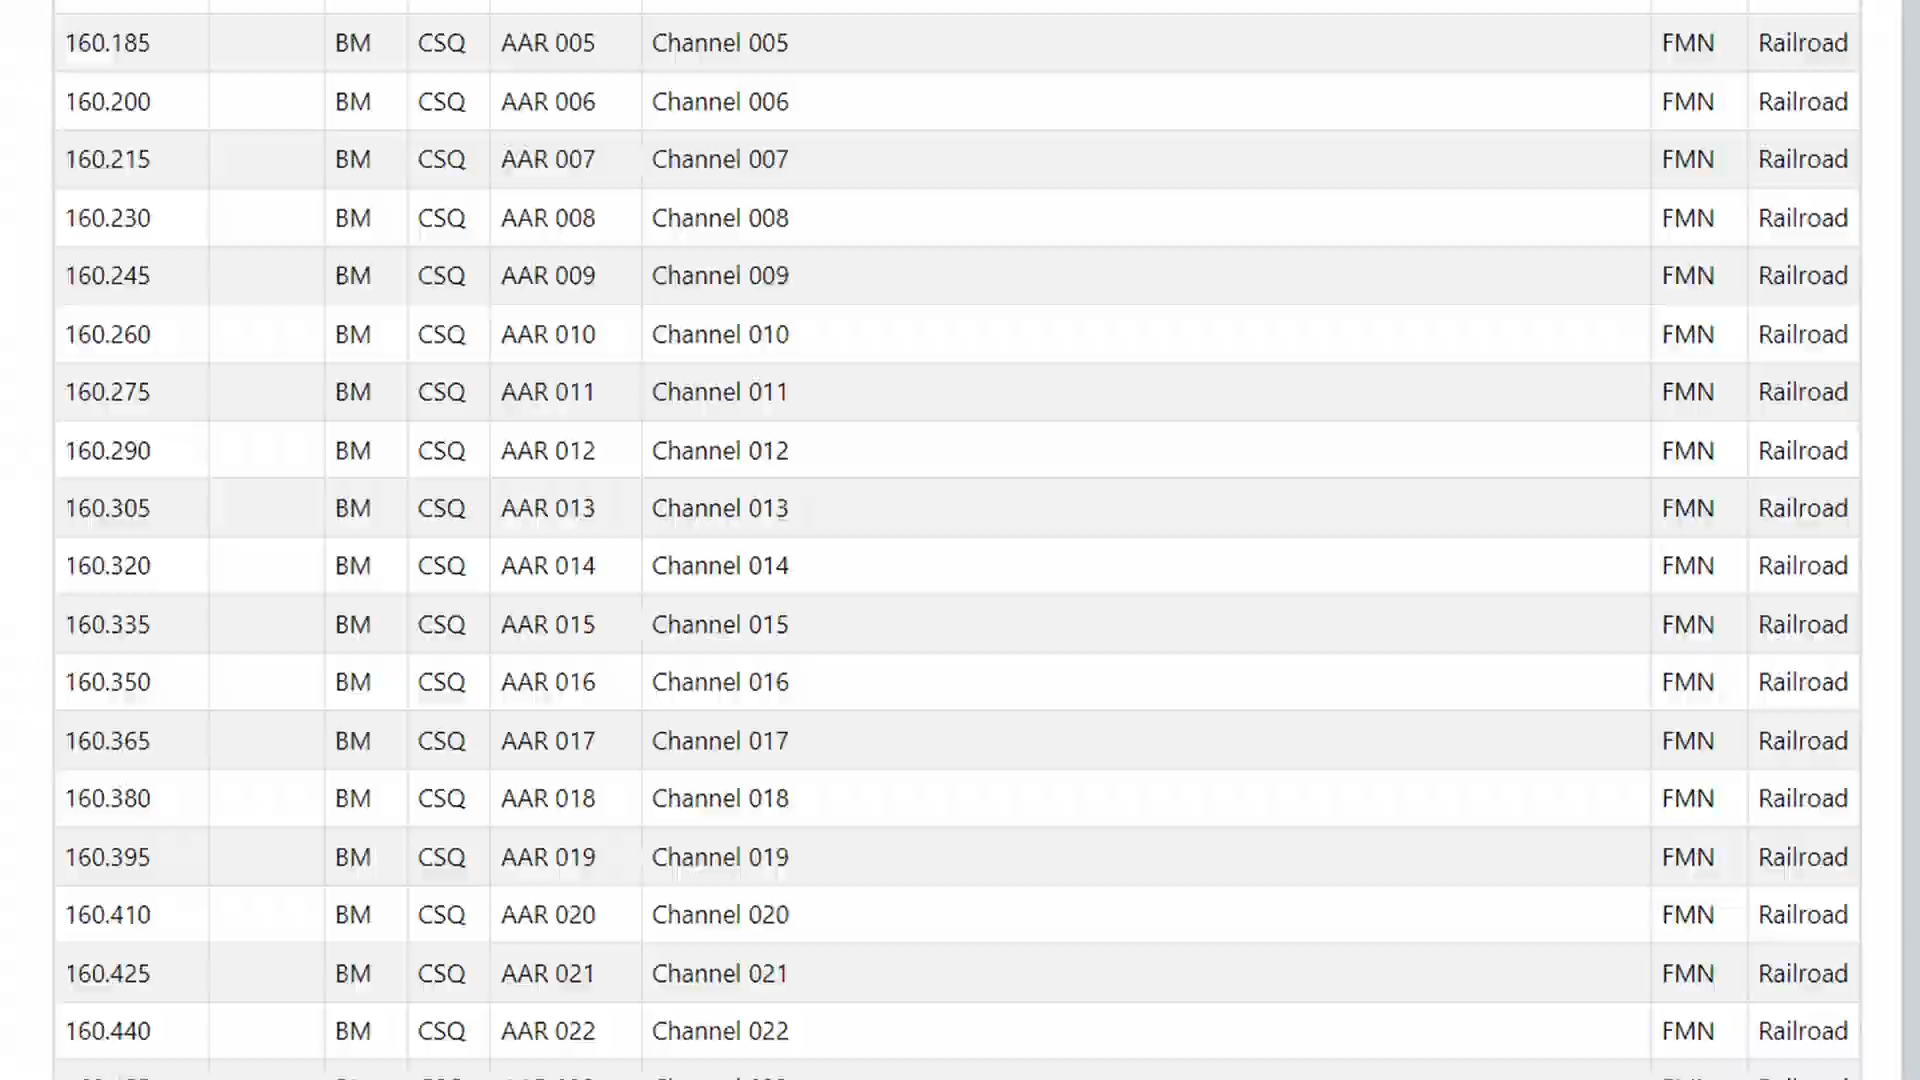 160.185 BM CSQ AAR 005 Channel 005 FMN Railroad
160.200 BM CSQ AAR 006 Channel 006 FMN Railroad
160.215 BM CSQ AAR 007 Channel 007 FMN Railroad
160.230 BM CSQ AAR 008 Channel 008 FMN Railroad
160.245 BM CSQ AAR 009 Channel 009 FMN Railroad
160.260 BM CSQ AAR 010 Channel 010 FMN Railroad
160.275 BM CSQ AAR 011 Channel 011 FMN Railroad
160.290 BM CSQ AAR 012 Channel 012 FMN Railroad
160.305 BM CSQ AAR 013 Channel 013 FMN Railroad
160.320 BM CSQ AAR 014 Channel 014 FMN Railroad
160.335 BM CSQ AAR 015 Channel 015 FMN Railroad
160.350 BM CSQ AAR 016 Channel 016 FMN Railroad
160.365 BM CSQ AAR 017 Channel 017 FMN Railroad
160.380 BM CSQ AAR 018 Channel 018 FMN Railroad
160.395 BM CSQ AAR 019 Channel 019 FMN Railroad
160.410 BM CSQ AAR 020 Channel 020 FMN Railroad
160.425 BM CSQ AAR 021 Channel 021 FMN Railroad
160.440 BM CSQ AAR 022 Channel 022 FMN Railroad